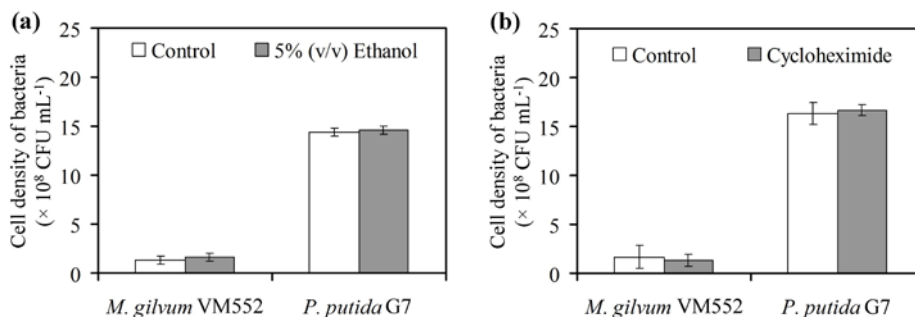 (a)
Cell density of bacteria
(× 10⁸ CFU mL⁻¹)
25
20
15
10
5
0
Control
5% (v/v) Ethanol
M. gilvum VM552
P. putida G7
(b)
Cell density of bacteria
(× 10⁸ CFU mL⁻¹)
25
20
15
10
5
0
Control
Cycloheximide
M. gilvum VM552
P. putida G7